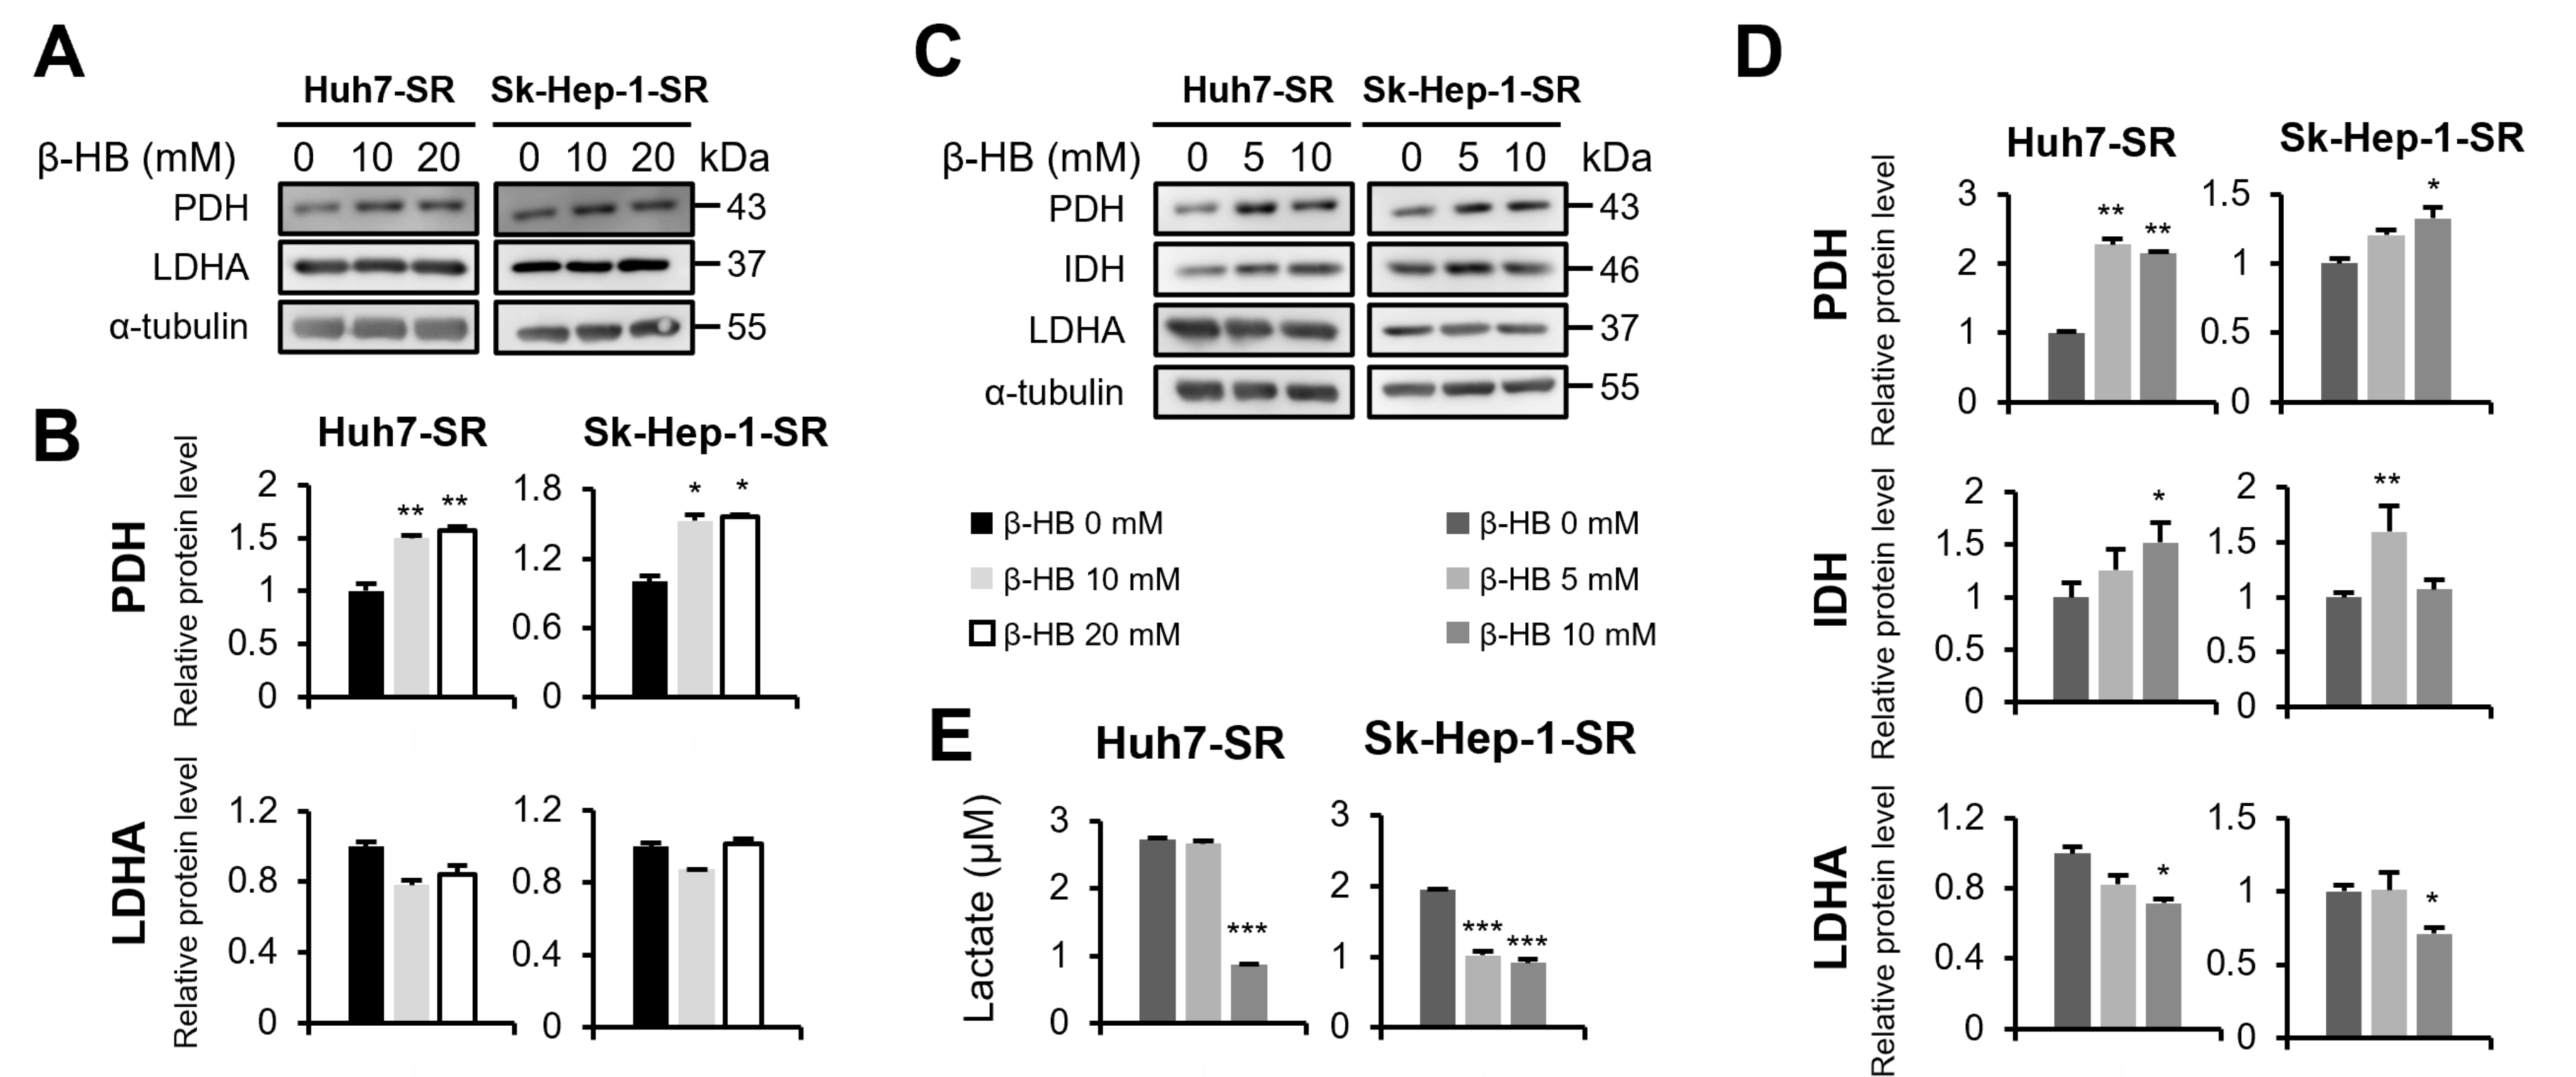 A
Huh7-SR Sk-Hep-1-SR
β-HB (mM) 0 10 20 0 10 20 kDa
PDH 43
LDHA 37
α-tubulin 55
B
Huh7-SR Sk-Hep-1-SR
PDH
Relative protein level
2
1.5
1
0.5
0
** **
1.8
1.2
0.6
0
* *
LDHA
Relative protein level
1.2
0.8
0.4
0
1.2
0.8
0.4
0
C
Huh7-SR Sk-Hep-1-SR
β-HB (mM) 0 5 10 0 5 10 kDa
PDH 43
IDH 46
LDHA 37
α-tubulin 55
β-HB 0 mM
β-HB 10 mM
β-HB 20 mM
β-HB 0 mM
β-HB 5 mM
β-HB 10 mM
D
Huh7-SR Sk-Hep-1-SR
PDH
Relative protein level
3
2
1
0
** **
1.5
1
0.5
0
*
IDH
Relative protein level
2
1.5
1
0.5
0
*
2
1.5
1
0.5
0
**
LDHA
Relative protein level
1.2
0.8
0.4
0
*
1.5
1
0.5
0
*
E
Huh7-SR Sk-Hep-1-SR
Lactate (μM)
3
2
1
0
***
3
2
1
0
*** ***